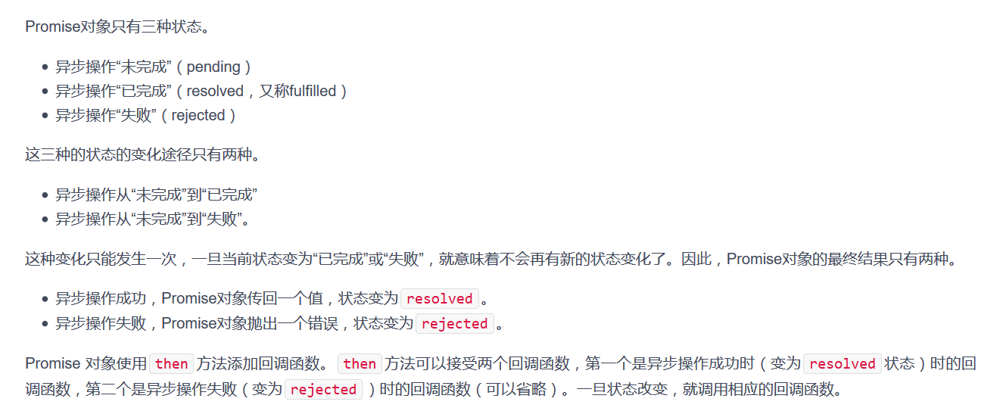 Promise对象只有三种状态。
异步操作“未完成”（pending）
异步操作“已完成”（resolved，又称fulfilled）
异步操作“失败”（rejected）
这三种的状态的变化途径只有两种。
异步操作从“未完成”到“已完成”
异步操作从“未完成”到“失败”。
这种变化只能发生一次，一旦当前状态变为“已完成”或“失败”，就意味着不会再有新的状态变化了。因此，Promise对象的最终结果只有两种。
异步操作成功，Promise对象传回一个值，状态变为 resolved 。
异步操作失败，Promise对象抛出一个错误，状态变为 rejected 。
Promise 对象使用 then 方法添加回调函数。 then 方法可以接受两个回调函数，第一个是异步操作成功时（变为 resolved 状态）时的回
调函数，第二个是异步操作失败（变为 rejected ）时的回调函数（可以省略）。一旦状态改变，就调用相应的回调函数。